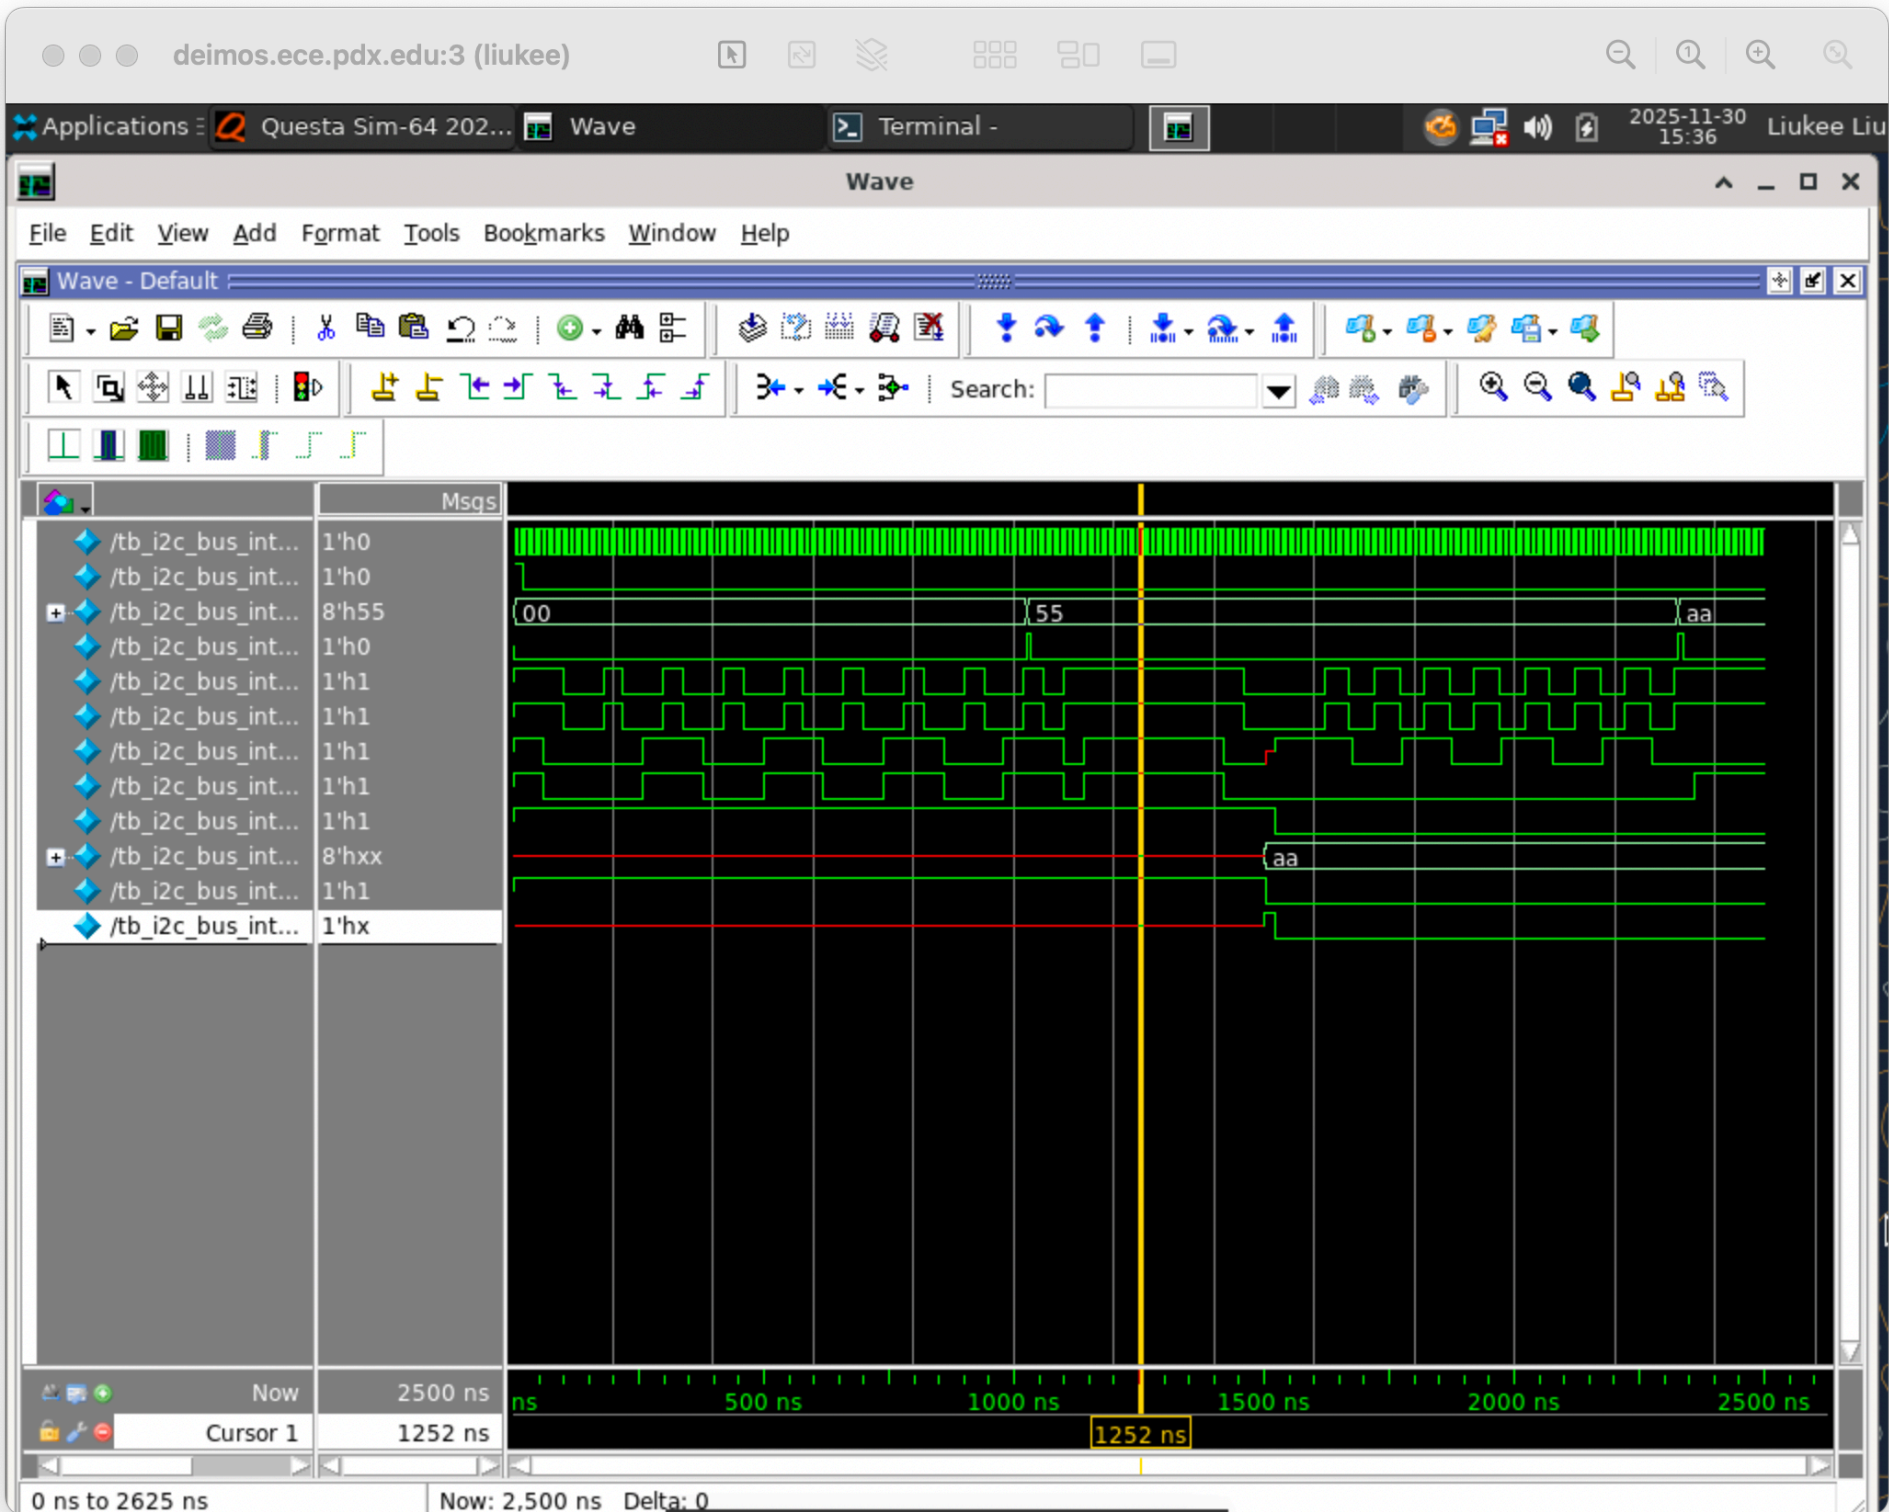 deimos.ece.pdx.edu:3 (liukee)
Applications
Questa Sim-64 202...
Wave
Terminal -
2025-11-30
15:36
Liukee Liu
Wave
File Edit View Add Format Tools Bookmarks Window Help
Wave - Default
Search:
Msgs
/tb_i2c_bus_int... 1'h0
/tb_i2c_bus_int... 1'h0
/tb_i2c_bus_int... 8'h55 00 55 aa
/tb_i2c_bus_int... 1'h0
/tb_i2c_bus_int... 1'h1
/tb_i2c_bus_int... 1'h1
/tb_i2c_bus_int... 1'h1
/tb_i2c_bus_int... 1'h1
/tb_i2c_bus_int... 1'h1
/tb_i2c_bus_int... 8'hxx aa
/tb_i2c_bus_int... 1'h1
/tb_i2c_bus_int... 1'hx
Now 2500 ns ns 500 ns 1000 ns 1500 ns 2000 ns 2500 ns
Cursor 1 1252 ns 1252 ns
0 ns to 2625 ns Now: 2,500 ns Delta: 0